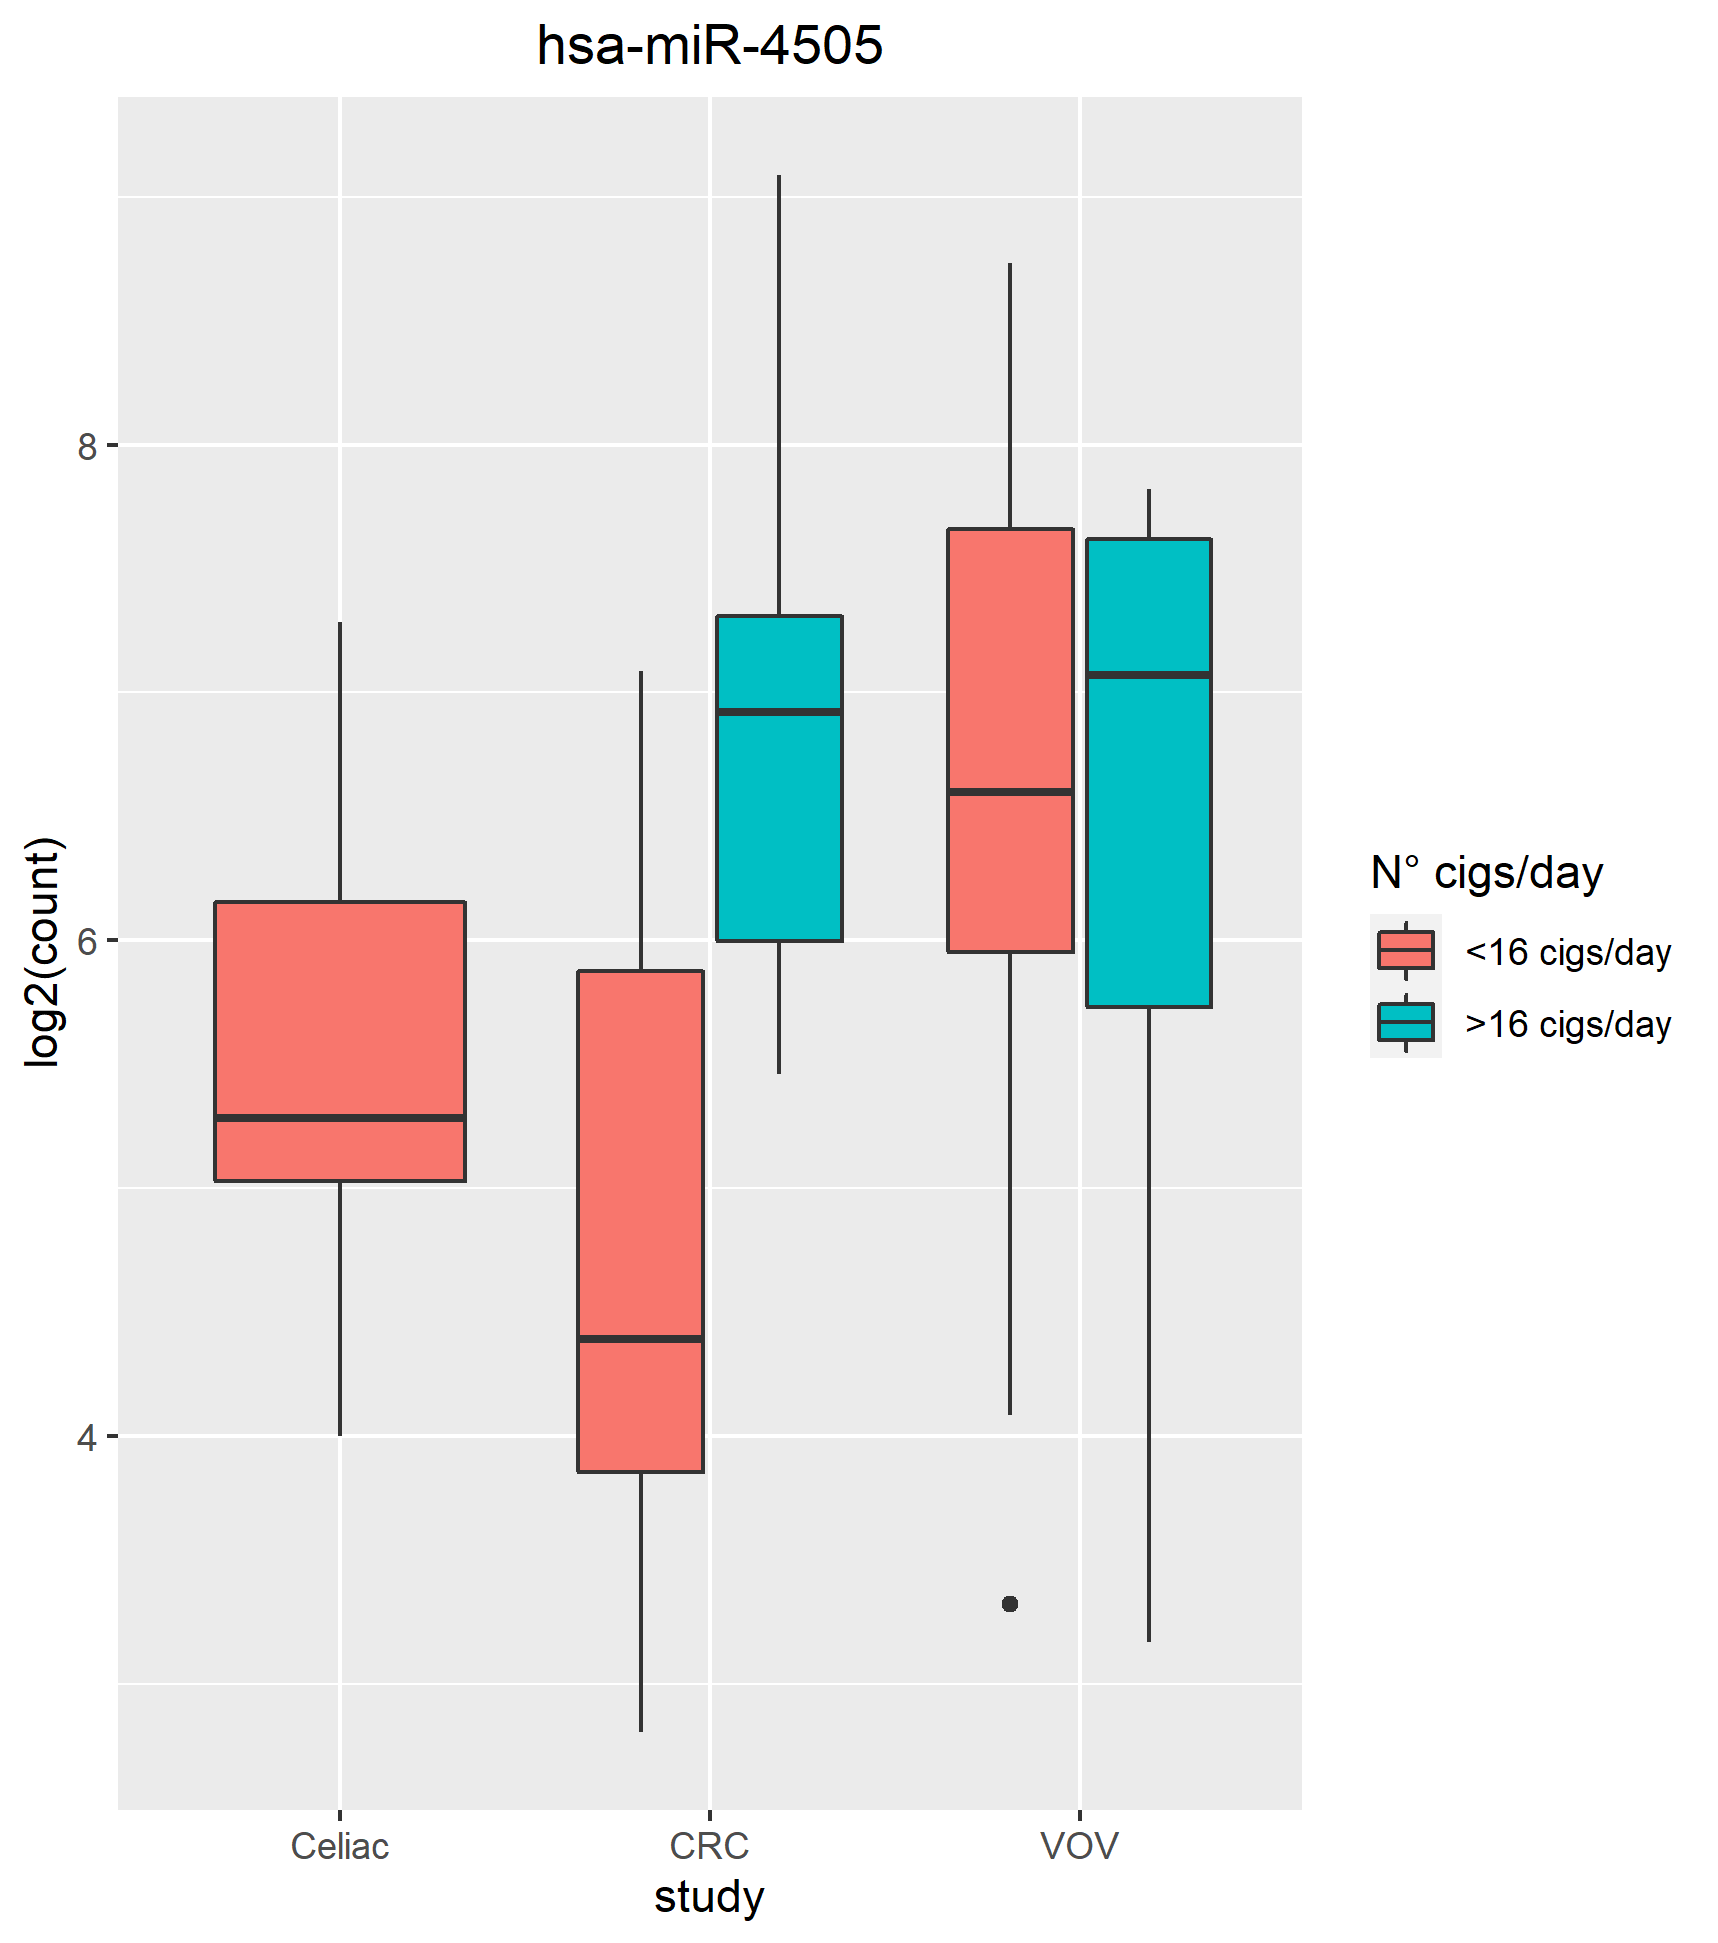 hsa-miR-4505
8
6
4
log2(count)
Celiac
CRC
VOV
study
N° cigs/day
<16 cigs/day
>16 cigs/day